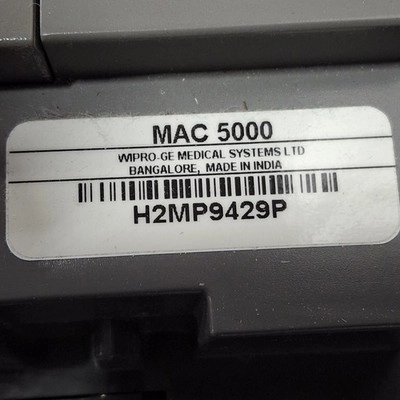 MAC 5000
WIPRO-GE MEDICAL SYSTEMS LTD
BANGALORE, MADE IN INDIA
H2MP9429P